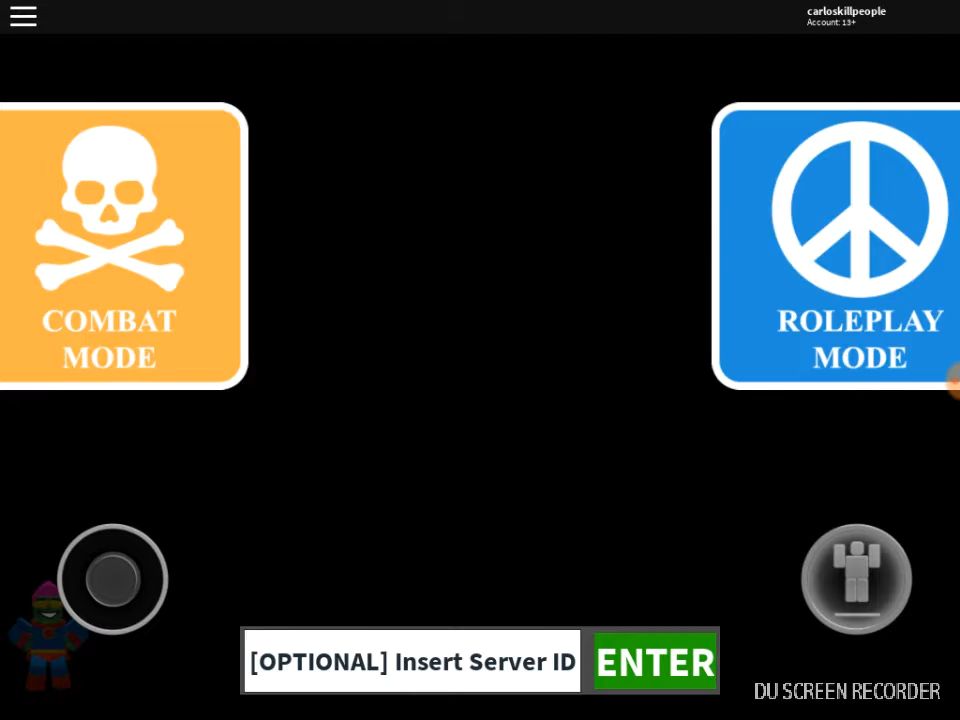 carloskillpeople
Account: 13+
COMBAT
MODE
ROLEPLAY
MODE
[OPTIONAL] Insert Server ID
ENTER
DU SCREEN RECORDER